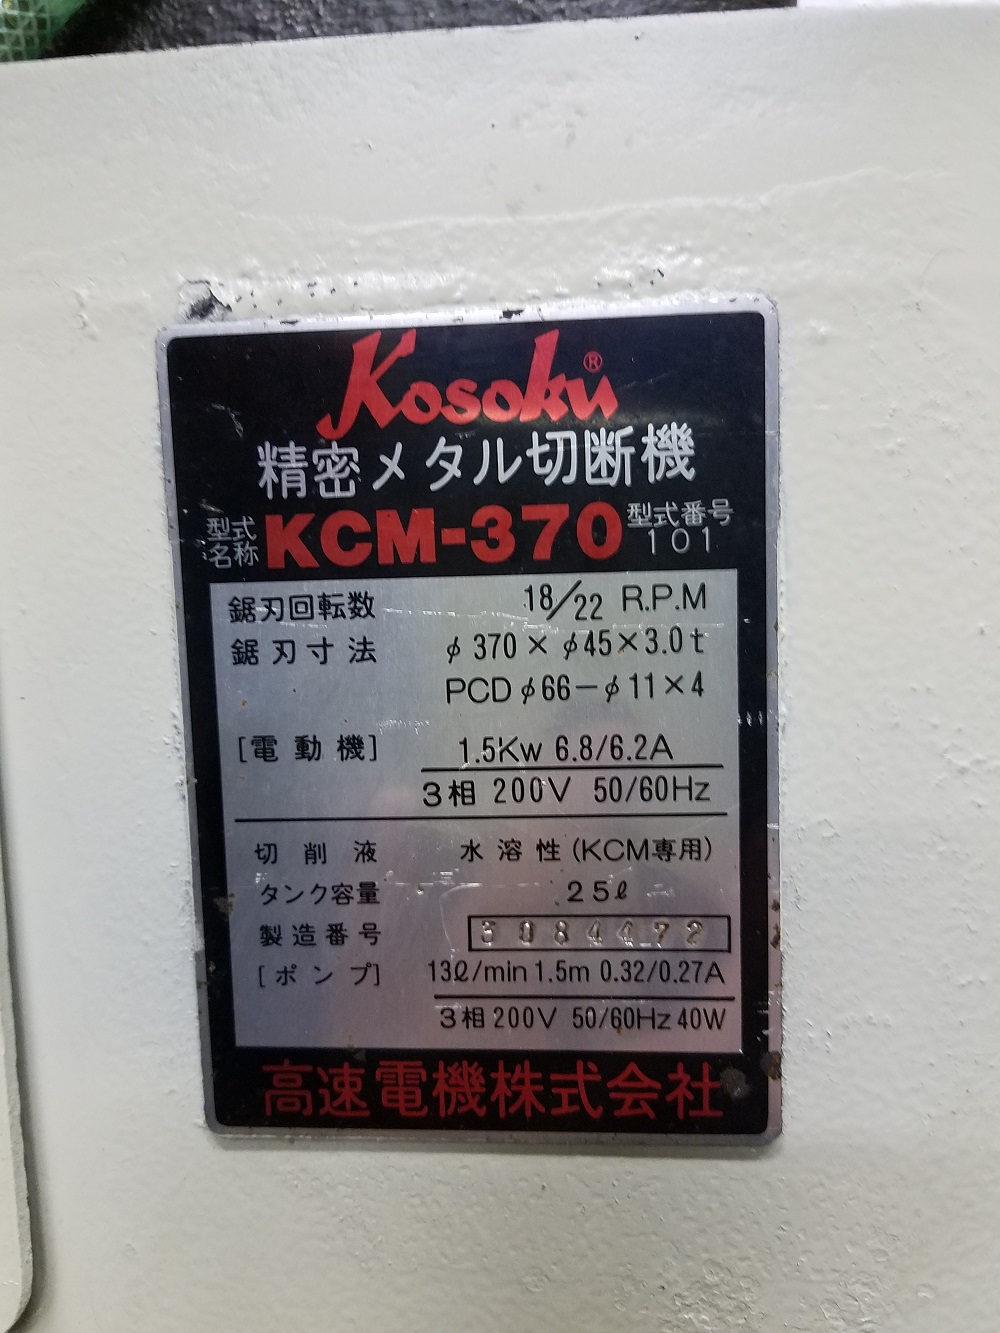 Kosoku®
精密メタル切断機
型式名称 KCM-370 型式番号 101
鋸刃回転数 18/22 R.P.M
鋸刃寸法 φ370×φ45×3.0t
PCDφ66-φ11×4
[電動機] 1.5Kw 6.8/6.2A
3相 200V 50/60Hz
切削液 水溶性(KCM専用)
タンク容量 25ℓ
製造番号
[ポンプ] 13ℓ/min 1.5m 0.32/0.27A
3相 200V 50/60Hz 40W
高速電機株式会社